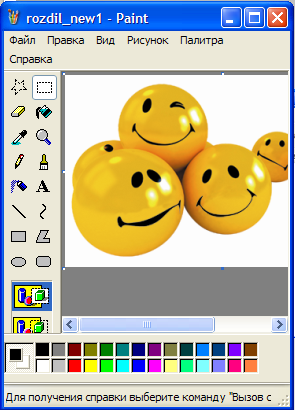 rozdil_new1 - Paint
Файл Правка Вид Рисунок Палитра
Справка
A
Для получения справки выберите команду "Вызов с